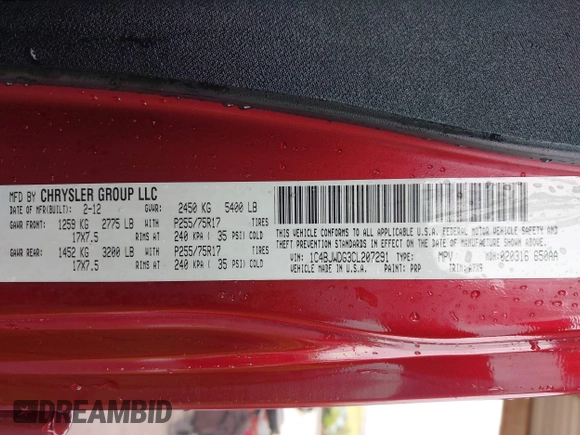 MFD BY CHRYSLER GROUP LLC
DATE OF MFR(BUILT): 2-12 GVWR: 2450 KG 5400 LB
GAWR FRONT: 1259 KG 2775 LB WITH P255/75R17 TIRES
17X7.5 RIMS AT 240 KPA ( 35 PSI) COLD
GAWR REAR: 1452 KG 3200 LB WITH P255/75R17 TIRES
17X7.5 RIMS AT 240 KPA ( 35 PSI) COLD
THIS VEHICLE CONFORMS TO ALL APPLICABLE U.S.A. FEDERAL MOTOR VEHICLE SAFETY AND
THEFT PREVENTION STANDARDS IN EFFECT ON THE DATE OF MANUFACTURE SHOWN ABOVE.
VIN: 1C4BJWDG3CL207291 TYPE: MPV MDH: 020316 650AA
VEHICLE MADE IN U.S.A. PAINT: PRP TRIM: A7X9
DREAMBID